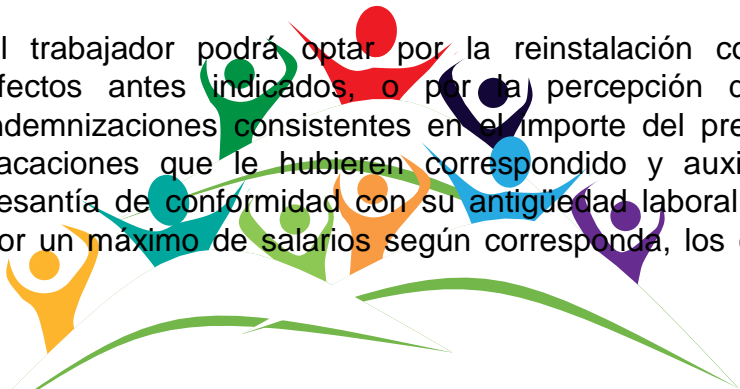 l trabajador podrá optar por la reinstalación co
fectos antes indicados, o por la percepción
ndemnizaciones consistentes en el importe del pre
acaciones que le hubieren correspondido y auxi
esantía de conformidad con su antigüedad laboral
or un máximo de salarios según corresponda, los